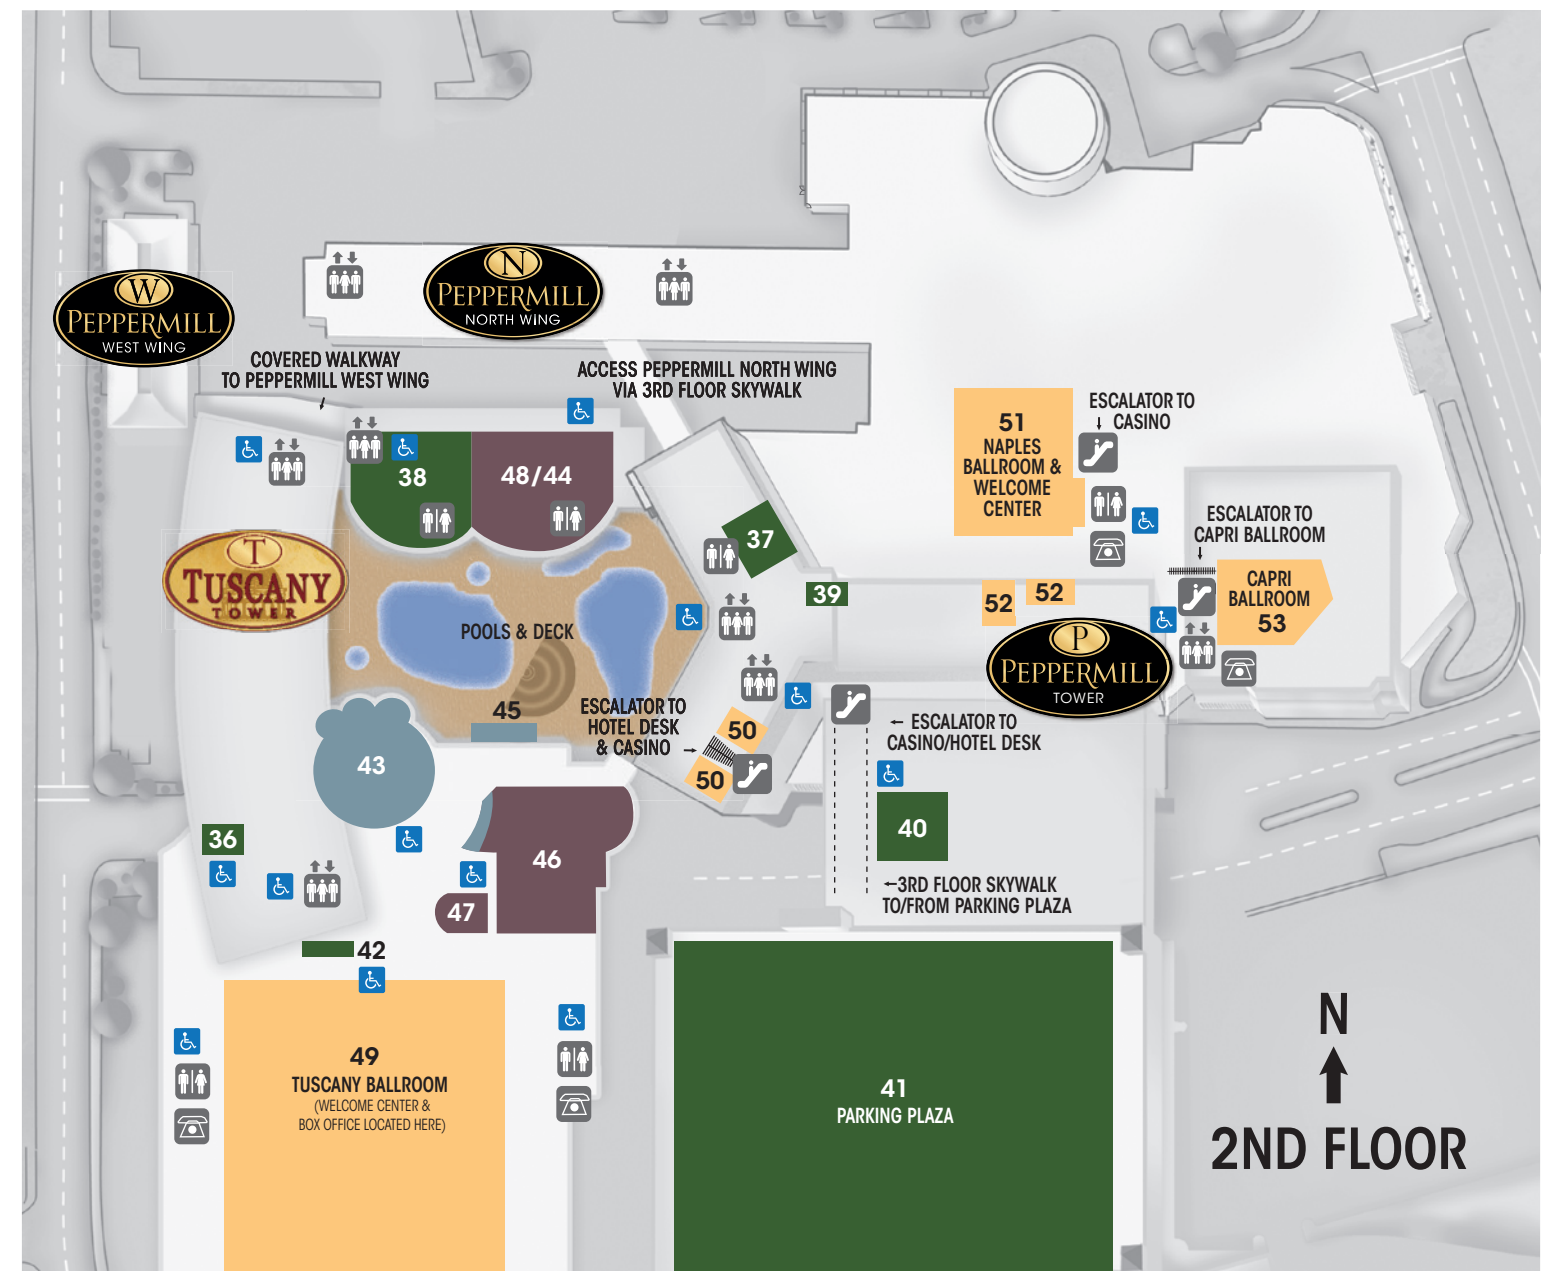 N
PEPPERMILL
NORTH WING
W
PEPPERMILL
WEST WING
COVERED WALKWAY
TO PEPPERMILL WEST WING
ACCESS PEPPERMILL NORTH WING
VIA 3RD FLOOR SKYWALK
51
NAPLES
BALLROOM &
WELCOME
CENTER
ESCALATOR TO
CASINO
38
48/44
37
ESCALATOR TO
CAPRI BALLROOM
T
TUSCANY
TOWER
39
52
52
CAPRI
BALLROOM
53
POOLS & DECK
P
PEPPERMILL
TOWER
45
ESCALATOR TO
HOTEL DESK
& CASINO
50
50
ESCALATOR TO
CASINO/HOTEL DESK
43
36
40
46
47
3RD FLOOR SKYWALK
TO/FROM PARKING PLAZA
42
49
TUSCANY BALLROOM
(WELCOME CENTER &
BOX OFFICE LOCATED HERE)
41
PARKING PLAZA
N
2ND FLOOR